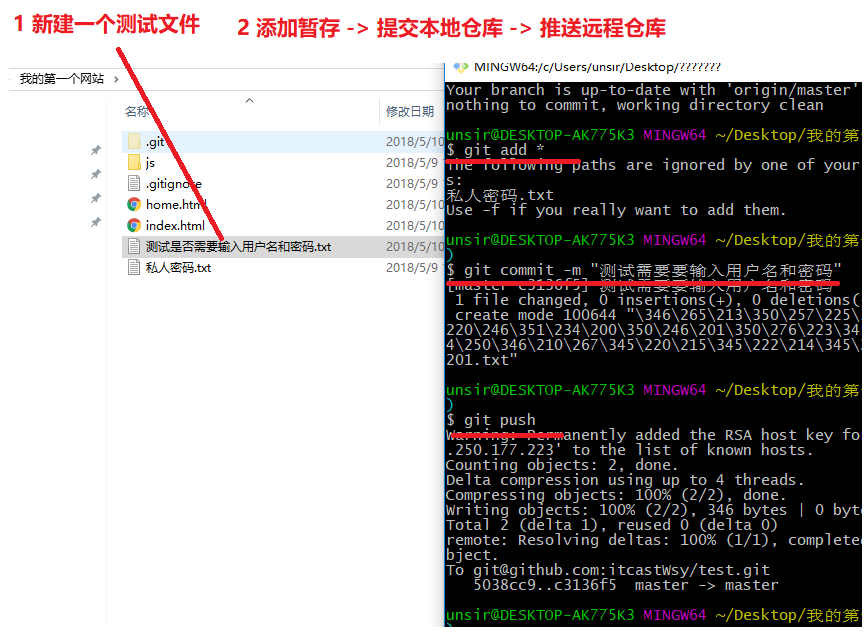 1 新建一个测试文件
2 添加暂存 -> 提交本地仓库 -> 推送远程仓库
我的第一个网站
名称
修改日期
.git
2018/5/10
js
2018/5/9
.gitignore
2018/5/9
home.html
2018/5/10
index.html
2018/5/10
测试是否需要输入用户名和密码.txt
2018/5/10
私人密码.txt
2018/5/9
MINGW64:/c/Users/unsir/Desktop/???????
Your branch is up-to-date with 'origin/master'
nothing to commit, working directory clean
unsir@DESKTOP-AK775K3 MINGW64 ~/Desktop/我的第
$ git add *
The following paths are ignored by one of your
s:
私人密码.txt
Use -f if you really want to add them.
unsir@DESKTOP-AK775K3 MINGW64 ~/Desktop/我的第
)
$ git commit -m "测试需要要输入用户名和密码"
[master c3136f5] 测试需要要输入用户名和密码
1 file changed, 0 insertions(+), 0 deletions(
create mode 100644 "\346\265\213\350\257\225\
220\246\351\234\200\350\246\201\350\276\223\34
4\250\346\210\267\345\220\215\345\222\214\345\
201.txt"
unsir@DESKTOP-AK775K3 MINGW64 ~/Desktop/我的第
)
$ git push
Warning: Permanently added the RSA host key fo
.250.177.223' to the list of known hosts.
Counting objects: 2, done.
Delta compression using up to 4 threads.
Compressing objects: 100% (2/2), done.
Writing objects: 100% (2/2), 346 bytes | 0 byt
Total 2 (delta 1), reused 0 (delta 0)
remote: Resolving deltas: 100% (1/1), complete
bject.
To git@github.com:itcastWsy/test.git
5038cc9..c3136f5 master -> master
unsir@DESKTOP-AK775K3 MINGW64 ~/Desktop/我的第